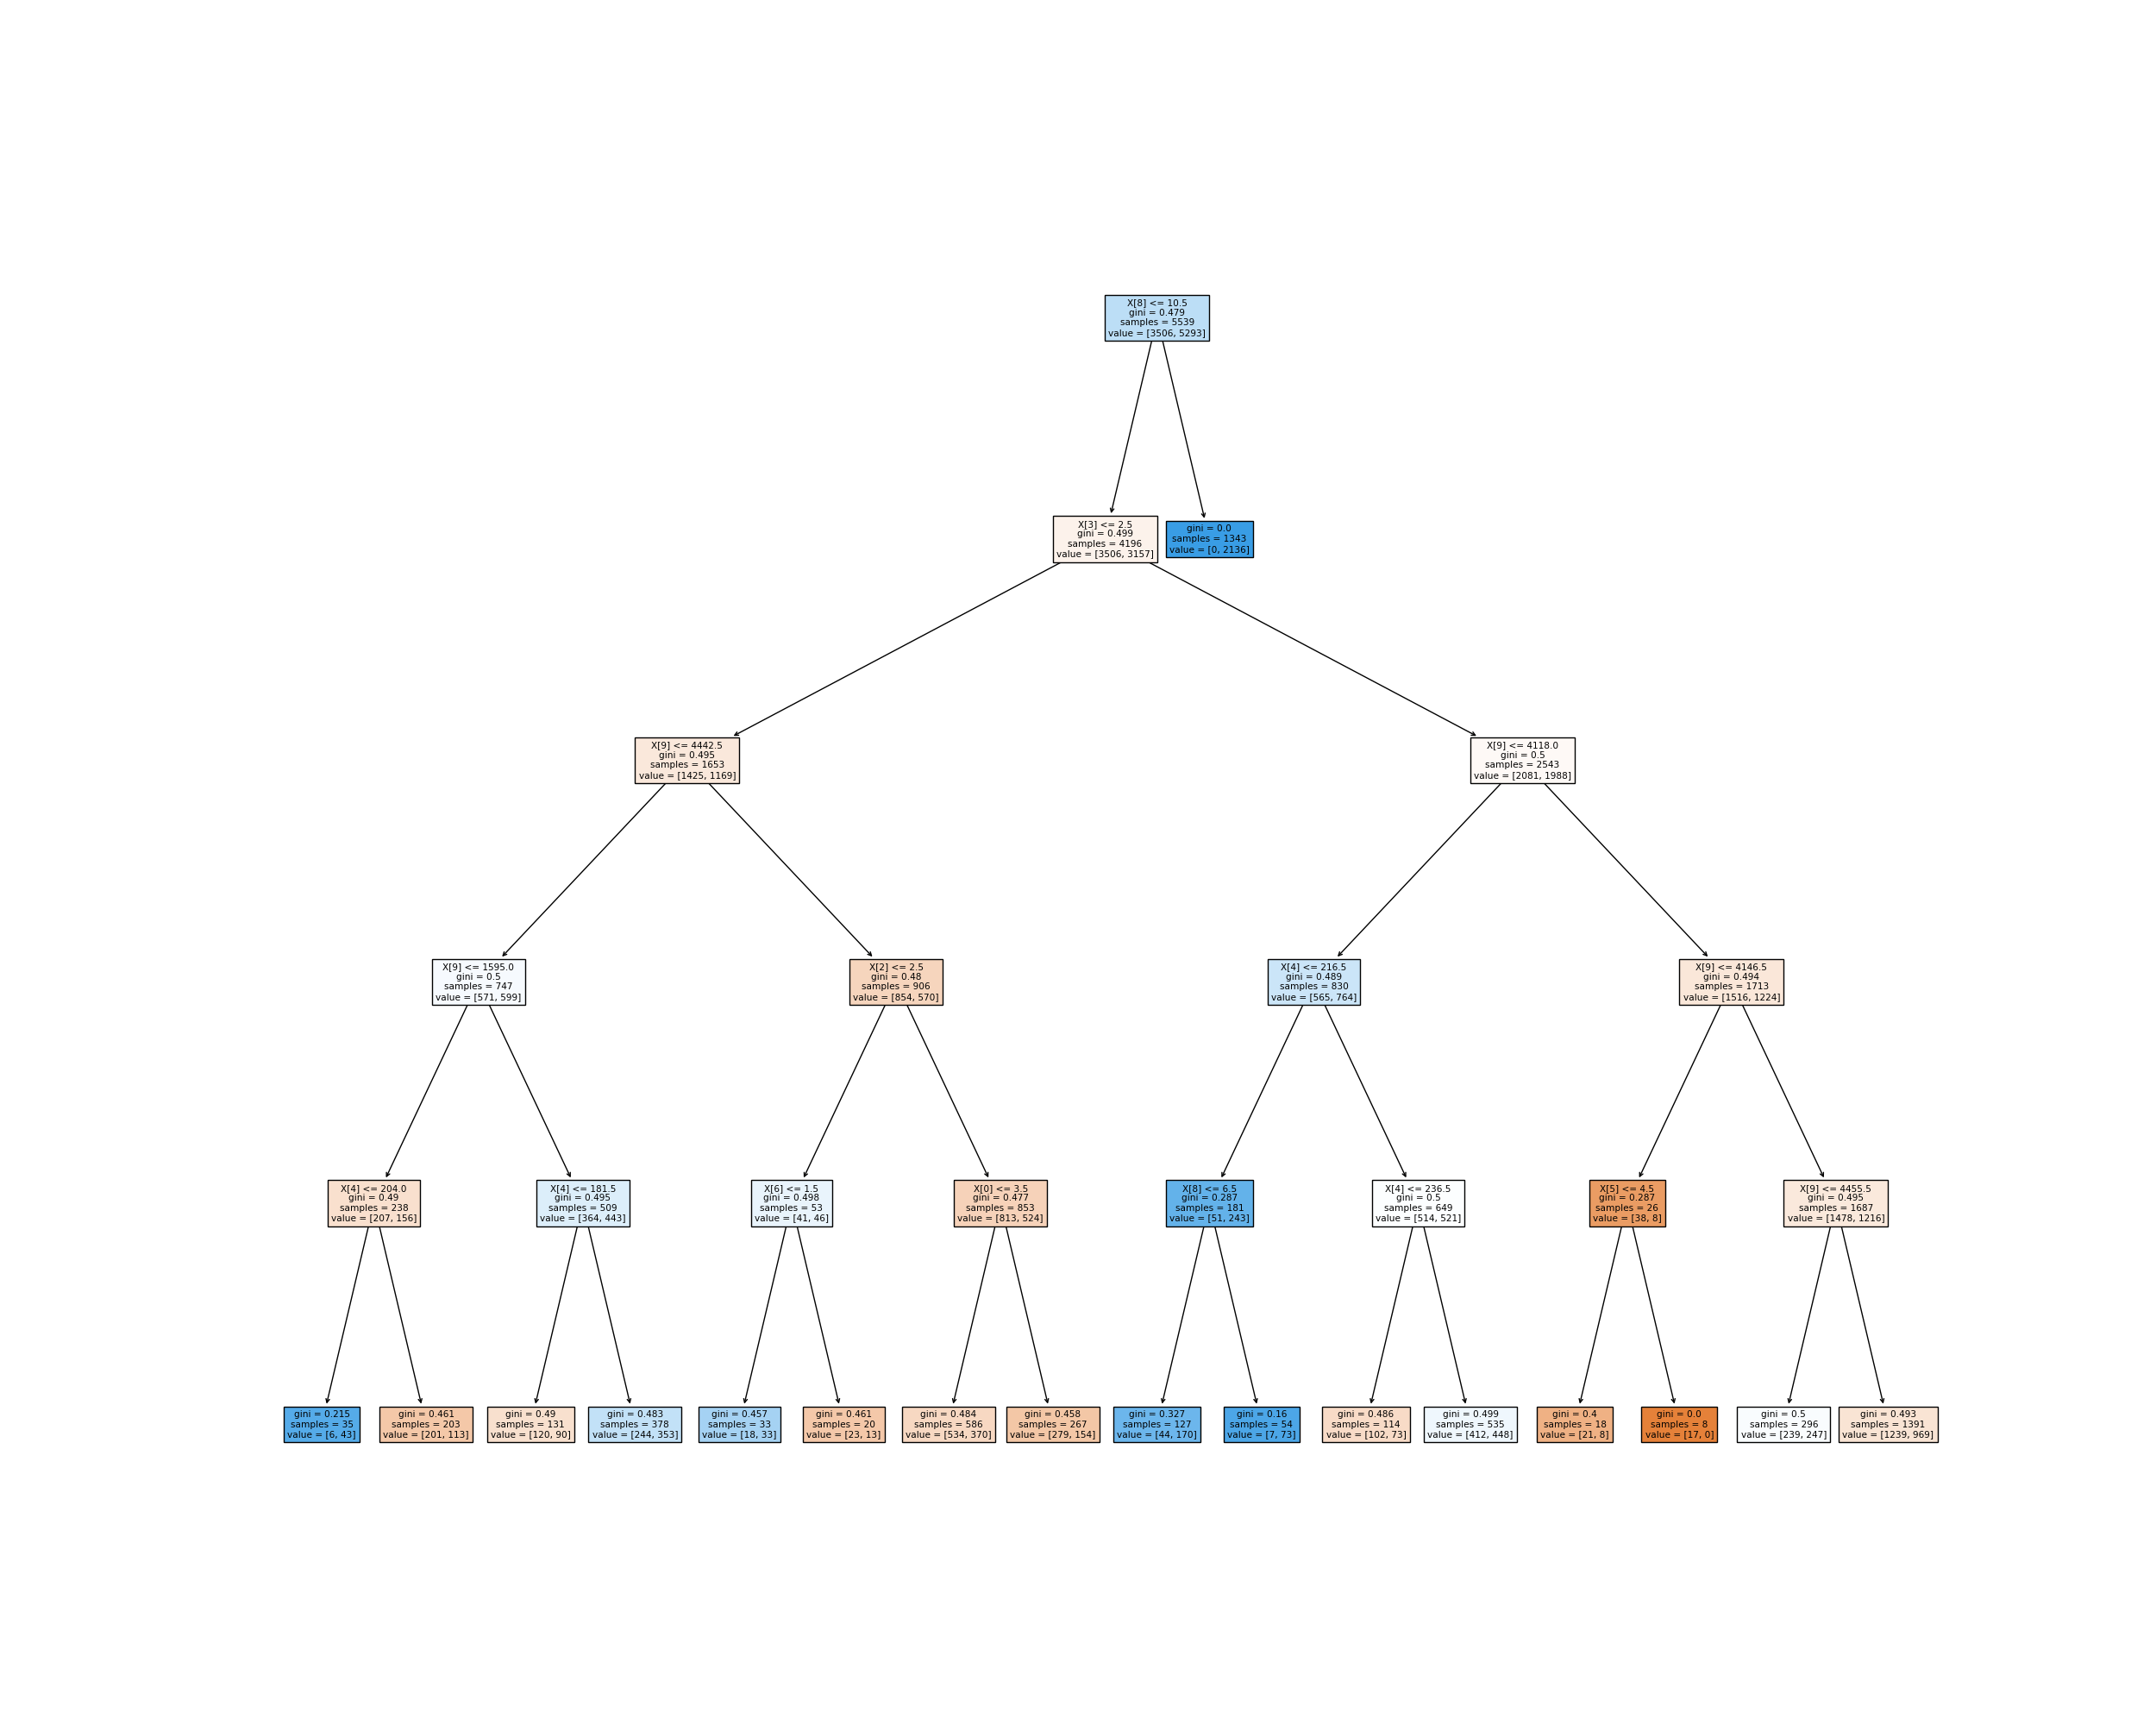 X[8] <= 10.5
gini = 0.479
samples = 5539
value = [3506, 5293]
X[3] <= 2.5
gini = 0.499
samples = 4196
value = [3506, 3157]
gini = 0.0
samples = 1343
value = [0, 2136]
X[9] <= 4442.5
gini = 0.495
samples = 1653
value = [1425, 1169]
X[9] <= 4118.0
gini = 0.5
samples = 2543
value = [2081, 1988]
X[9] <= 1595.0
gini = 0.5
samples = 747
value = [571, 599]
X[2] <= 2.5
gini = 0.48
samples = 906
value = [854, 570]
X[4] <= 216.5
gini = 0.489
samples = 830
value = [565, 764]
X[9] <= 4146.5
gini = 0.494
samples = 1713
value = [1516, 1224]
X[4] <= 204.0
gini = 0.49
samples = 238
value = [207, 156]
X[4] <= 181.5
gini = 0.495
samples = 509
value = [364, 443]
X[6] <= 1.5
gini = 0.498
samples = 53
value = [41, 46]
X[0] <= 3.5
gini = 0.477
samples = 853
value = [813, 524]
X[8] <= 6.5
gini = 0.287
samples = 181
value = [51, 243]
X[4] <= 236.5
gini = 0.5
samples = 649
value = [514, 521]
X[5] <= 4.5
gini = 0.287
samples = 26
value = [38, 8]
X[9] <= 4455.5
gini = 0.495
samples = 1687
value = [1478, 1216]
gini = 0.215
samples = 35
value = [6, 43]
gini = 0.461
samples = 203
value = [201, 113]
gini = 0.49
samples = 131
value = [120, 90]
gini = 0.483
samples = 378
value = [244, 353]
gini = 0.457
samples = 33
value = [18, 33]
gini = 0.461
samples = 20
value = [23, 13]
gini = 0.484
samples = 586
value = [534, 370]
gini = 0.458
samples = 267
value = [279, 154]
gini = 0.327
samples = 127
value = [44, 170]
gini = 0.16
samples = 54
value = [7, 73]
gini = 0.486
samples = 114
value = [102, 73]
gini = 0.499
samples = 535
value = [412, 448]
gini = 0.4
samples = 18
value = [21, 8]
gini = 0.0
samples = 8
value = [17, 0]
gini = 0.5
samples = 296
value = [239, 247]
gini = 0.493
samples = 1391
value = [1239, 969]